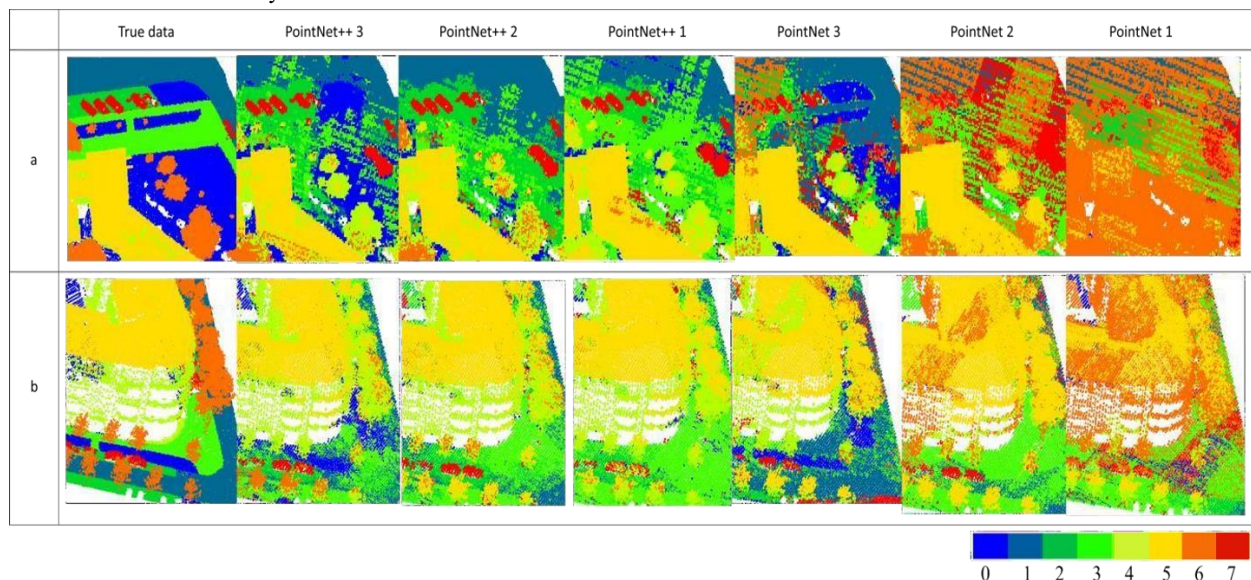 True data PointNet++ 3 PointNet++ 2 PointNet++ 1 PointNet 3 PointNet 2 PointNet 1
a
b
0 1 2 3 4 5 6 7